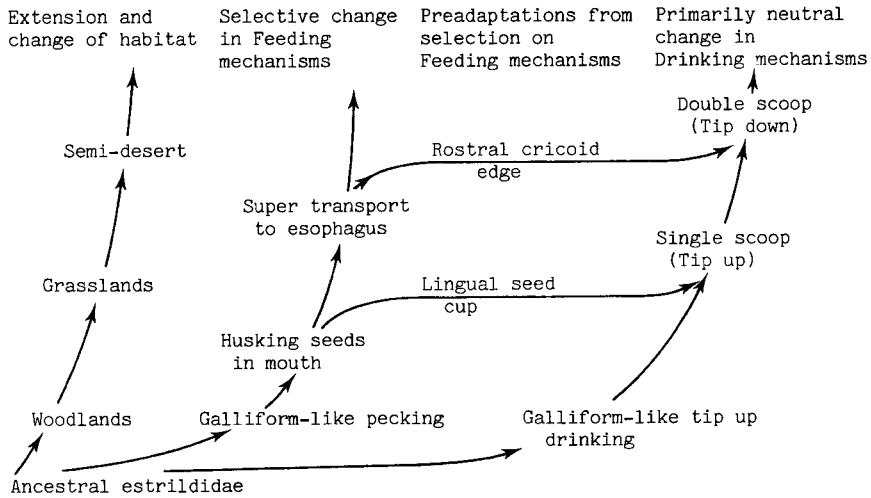 Extension and
change of habitat
Selective change
in Feeding
mechanisms
Preadaptations from
selection on
Feeding mechanisms
Primarily neutral
change in
Drinking mechanisms
Double scoop
(Tip down)
Semi-desert
Rostral cricoid
edge
Super transport
to esophagus
Single scoop
(Tip up)
Grasslands
Lingual seed
cup
Husking seeds
in mouth
Woodlands
Galliform-like pecking
Galliform-like tip up
drinking
Ancestral estrildidae